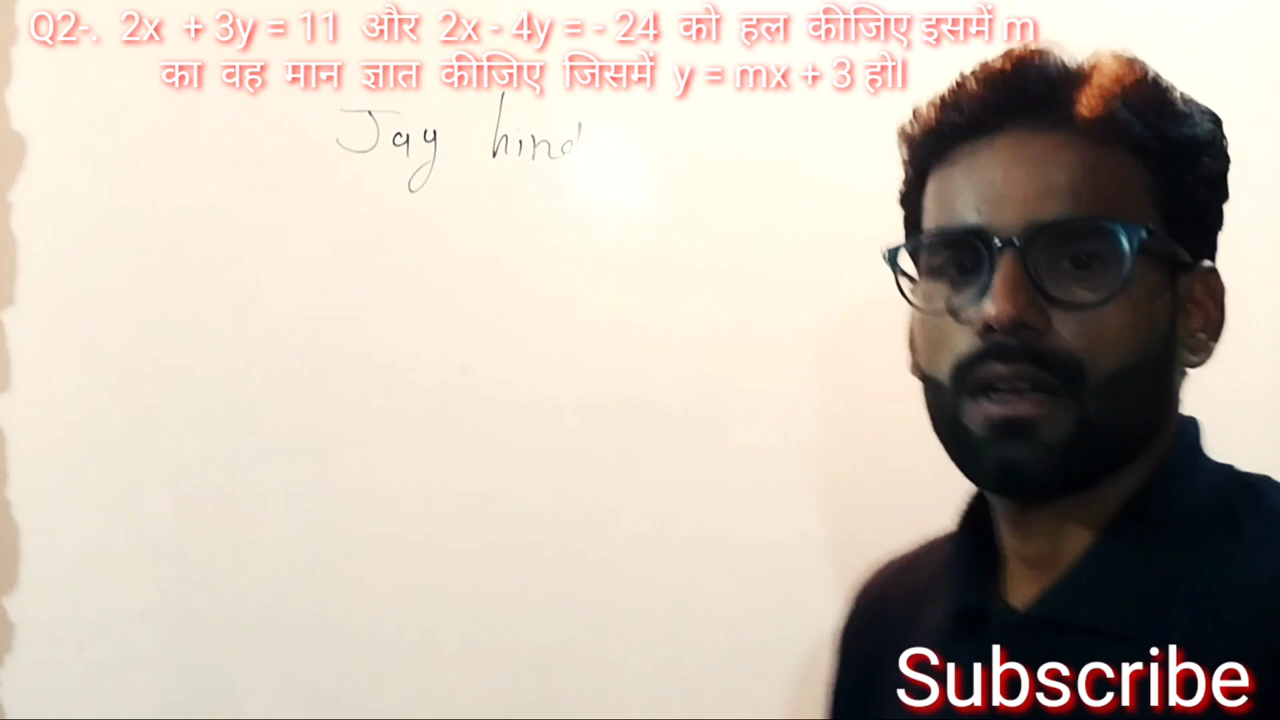 Q2-. 2x + 3y = 11 और 2x - 4y = - 24 को हल कीजिए इसमें m
का वह मान ज्ञात कीजिए जिसमें y = mx + 3 हो।
Jay hind
Subscribe